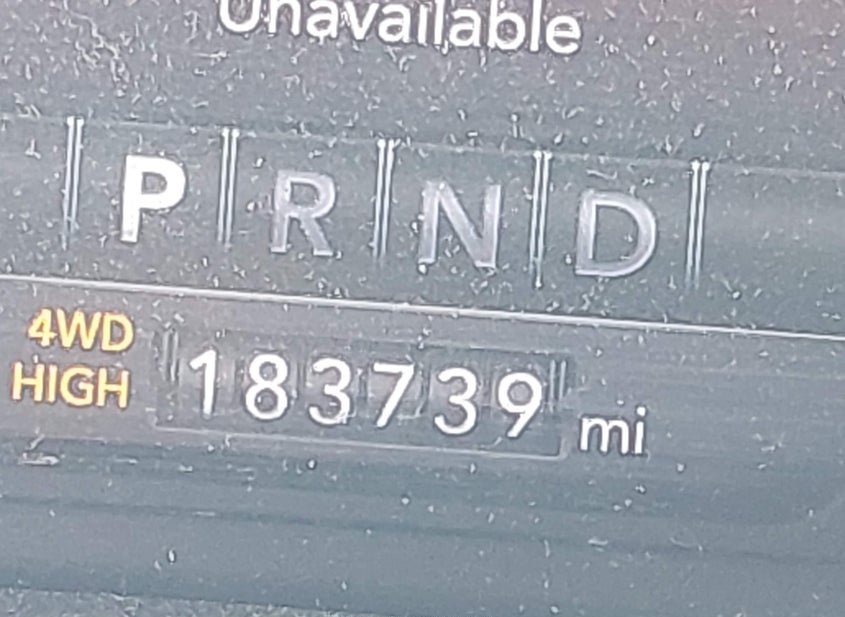 Unavailable
P R N D
4WD
HIGH
183739 mi